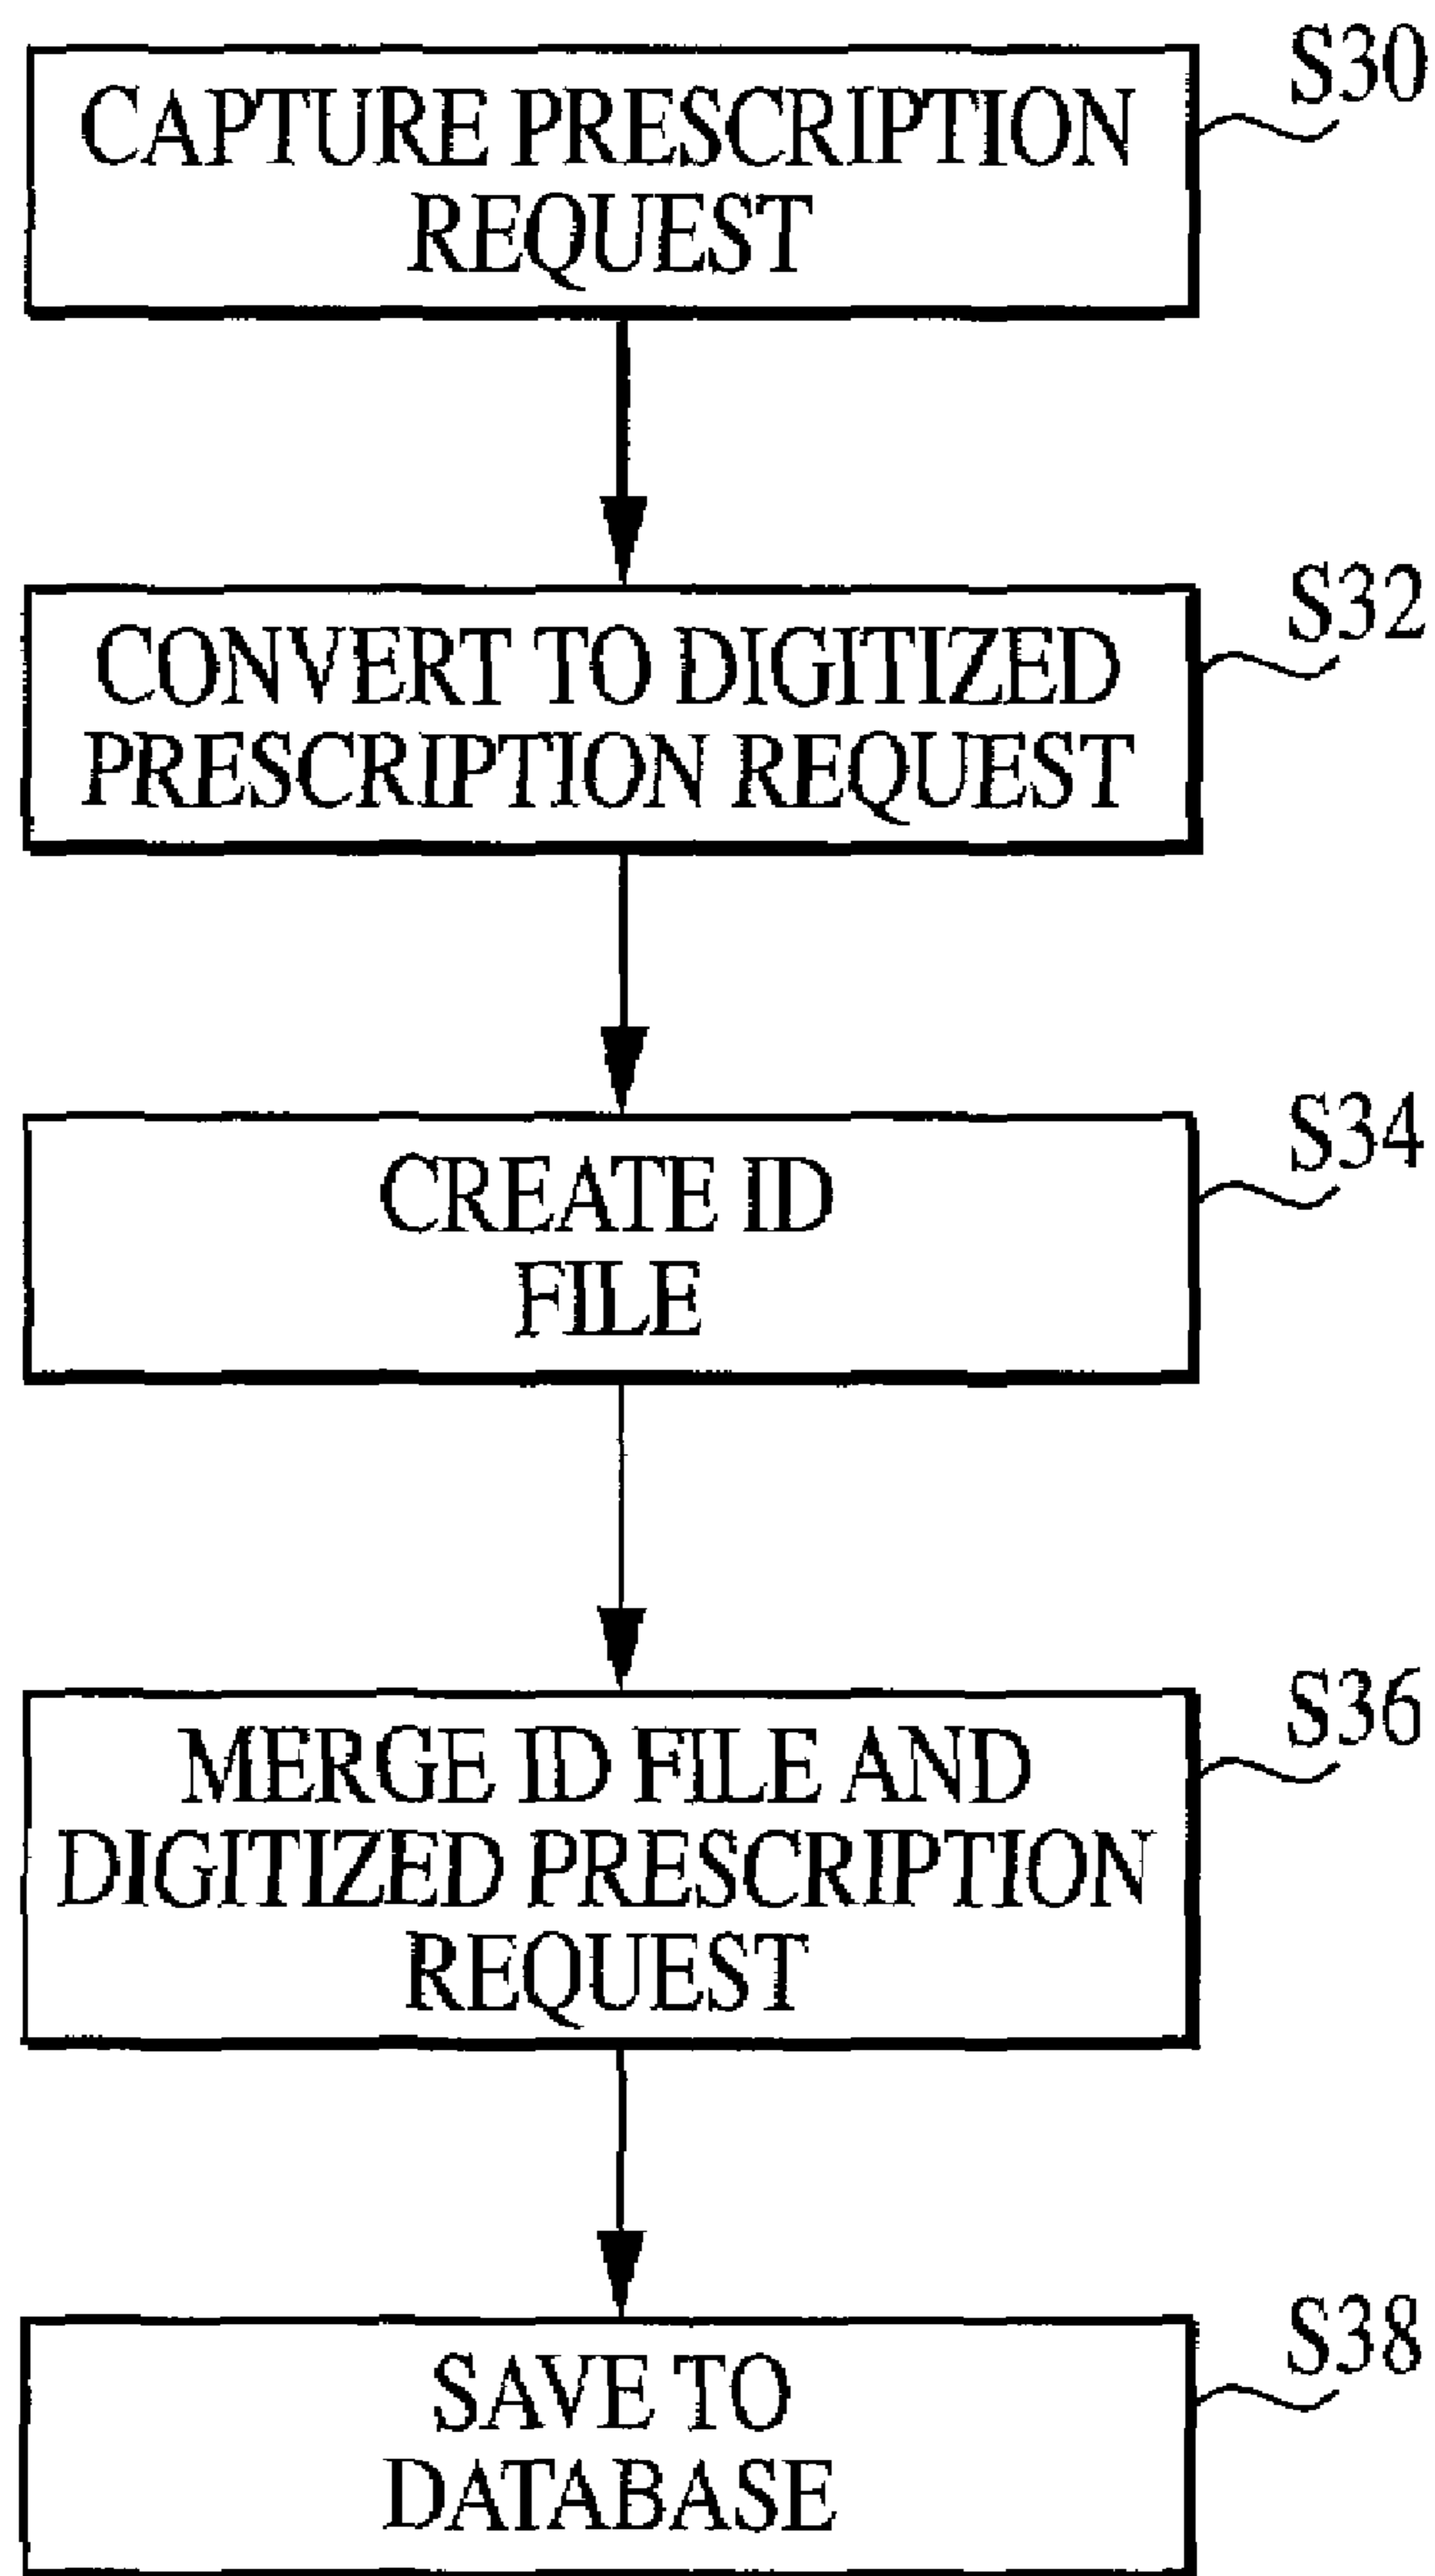 S30
CAPTURE PRESCRIPTION
REQUEST
S32
CONVERT TO DIGITIZED
PRESCRIPTION REQUEST
S34
CREATE ID
FILE
S36
MERGE ID FILE AND
DIGITIZED PRESCRIPTION
REQUEST
S38
SAVE TO
DATABASE